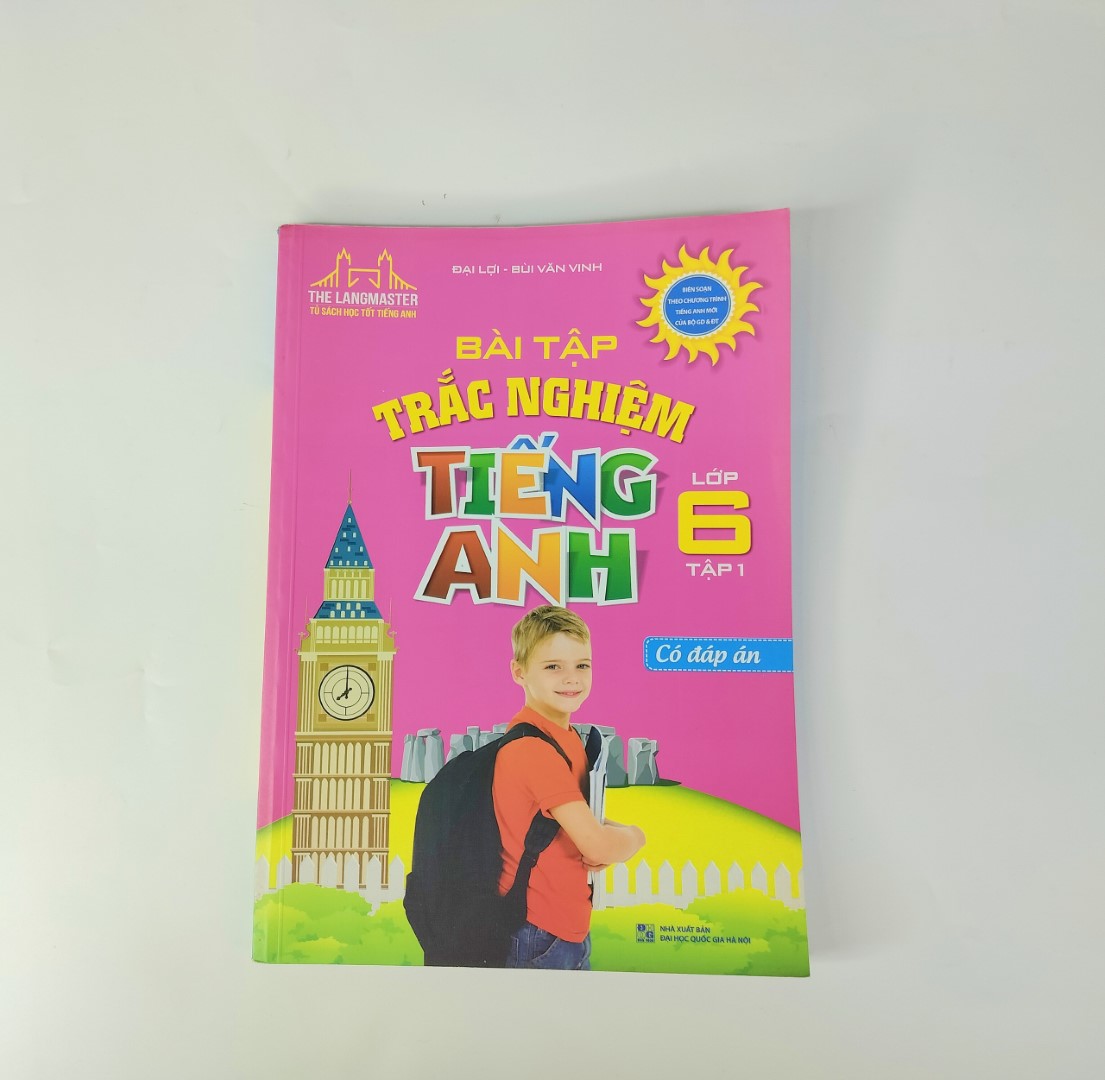 ĐẠI LỢI - BÙI VĂN VINH
THE LANGMASTER
TỦ SÁCH HỌC TỐT TIẾNG ANH
BIÊN SOẠN
THEO CHƯƠNG TRÌNH
TIẾNG ANH MỚI
CỦA BỘ GD & ĐT
BÀI TẬP
TRẮC NGHIỆM
TIẾNG
ANH
LỚP
6
TẬP 1
Có đáp án
NHÀ XUẤT BẢN
ĐẠI HỌC QUỐC GIA HÀ NỘI